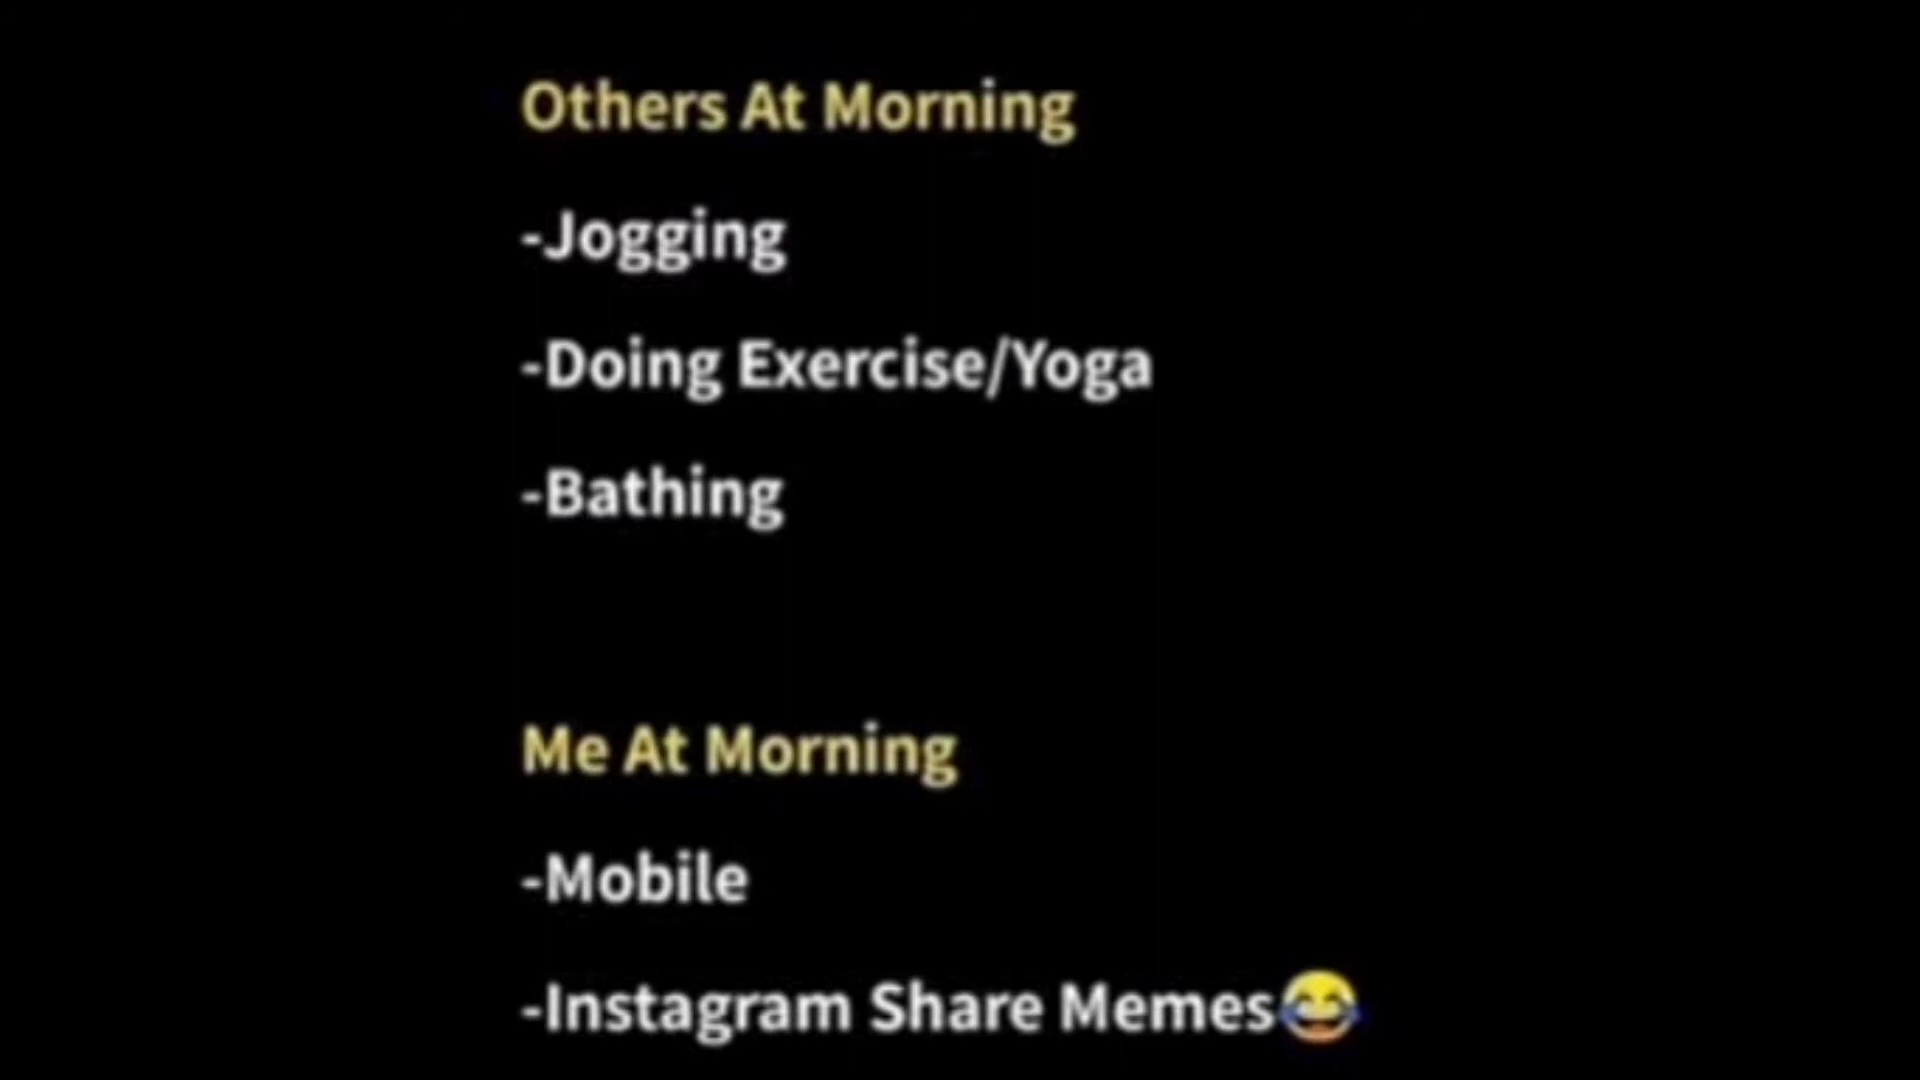 Others At Morning
-Jogging
-Doing Exercise/Yoga
-Bathing
Me At Morning
-Mobile
-Instagram Share Memes😂